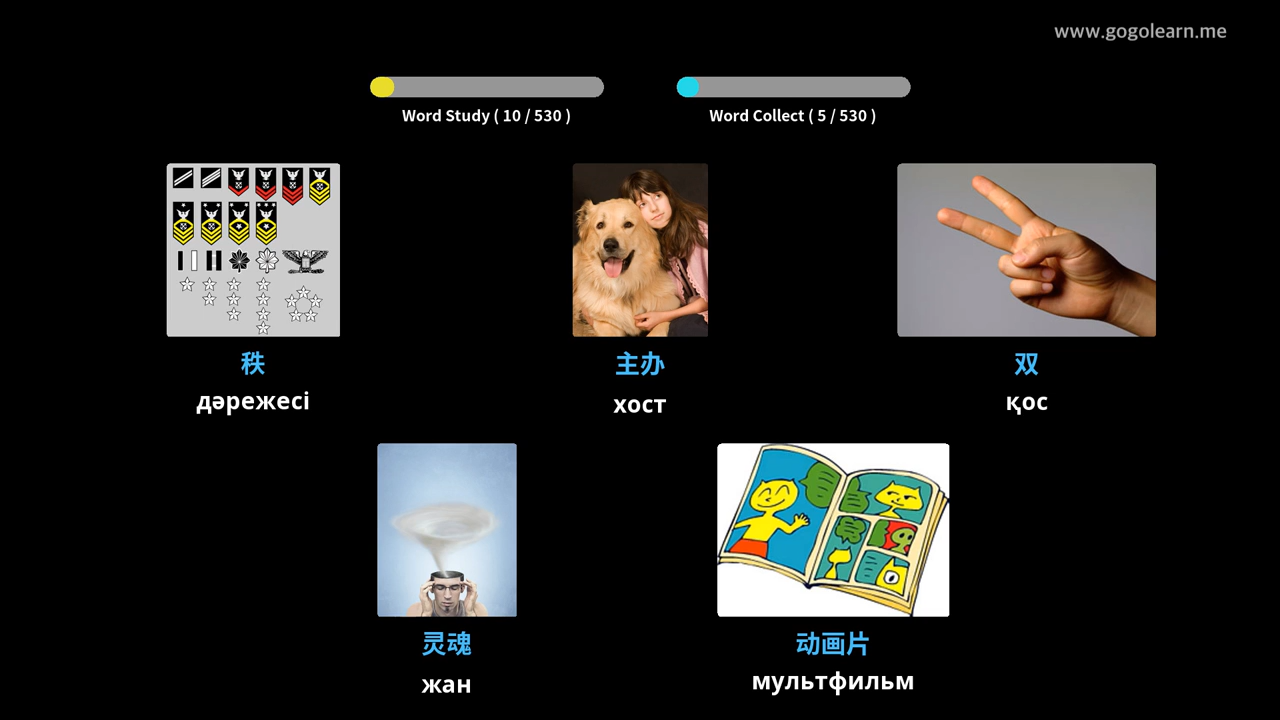 www.gogolearn.me
Word Study ( 10 / 530 )
Word Collect ( 5 / 530 )
秩
дәрежесі
主办
хост
双
қос
灵魂
жан
动画片
мультфильм